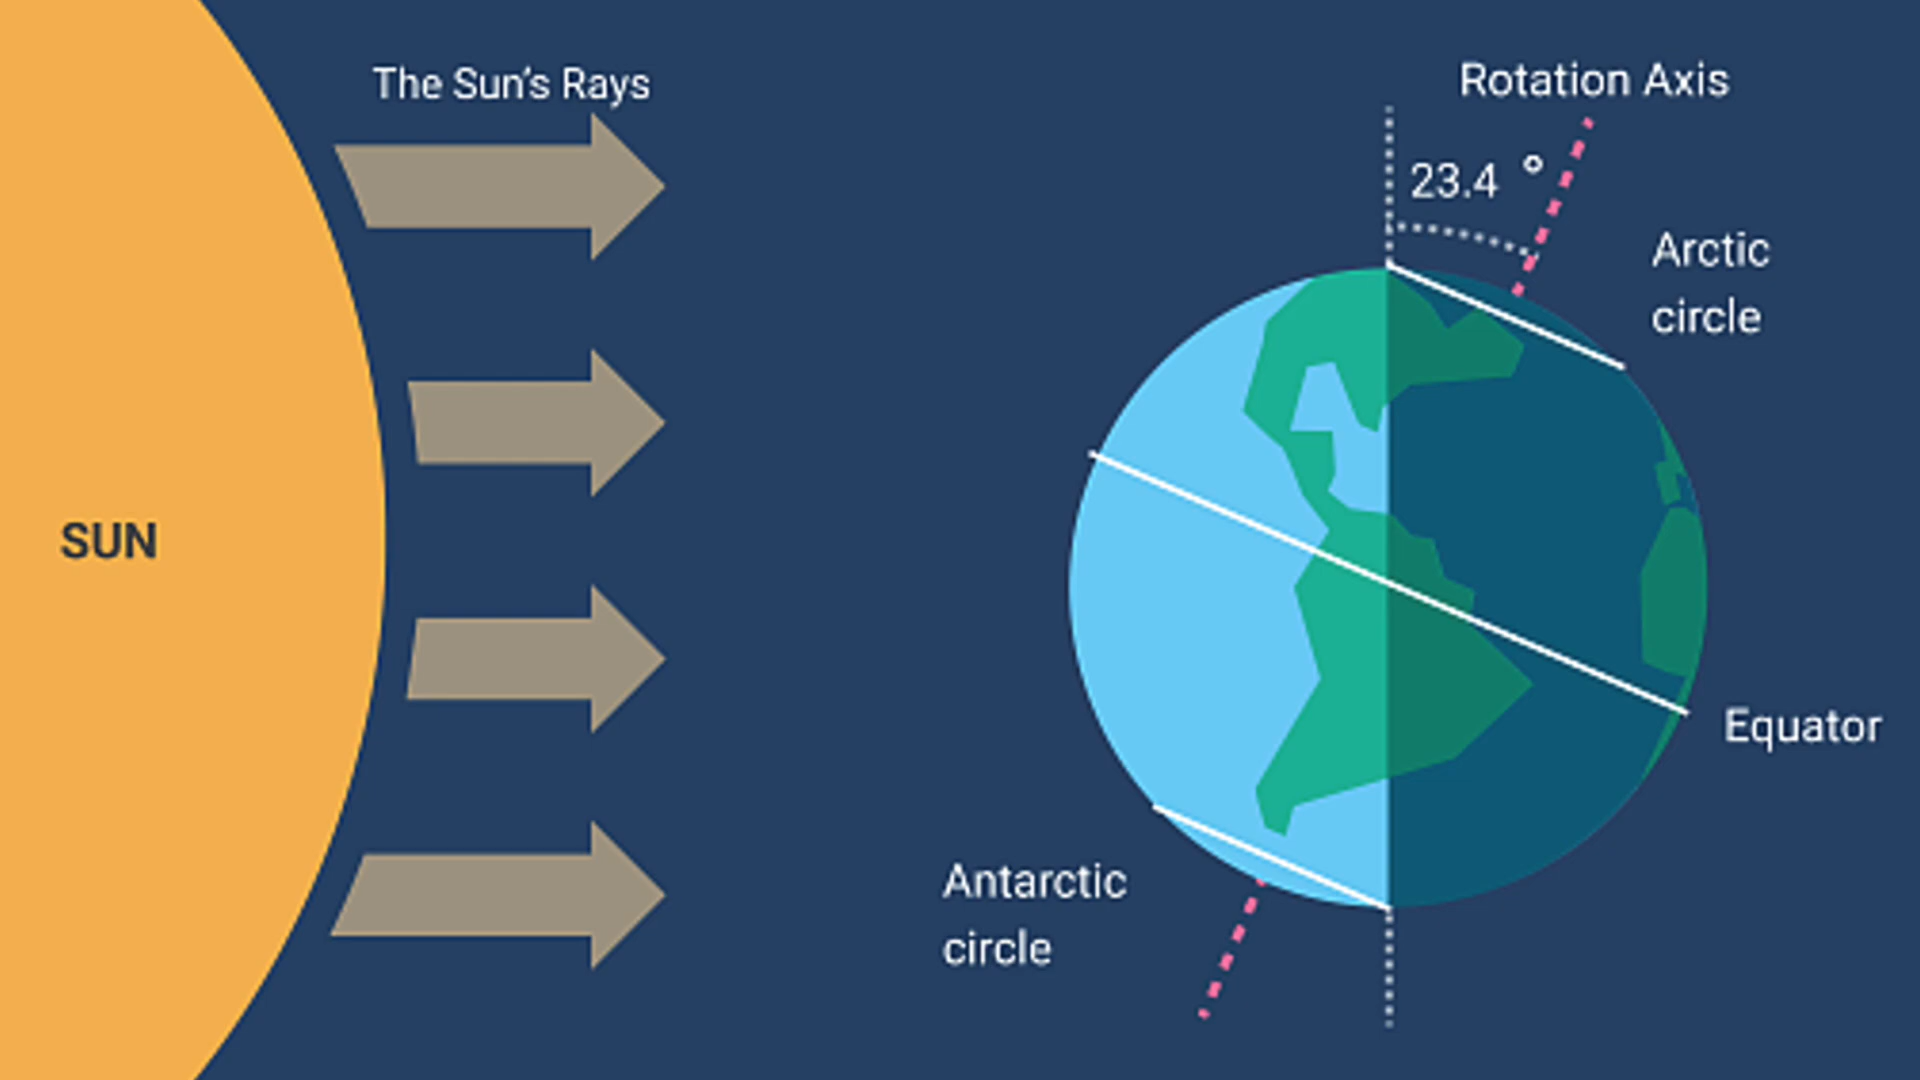 The Sun's Rays
Rotation Axis
23.4 °
Arctic
circle
SUN
Equator
Antarctic
circle